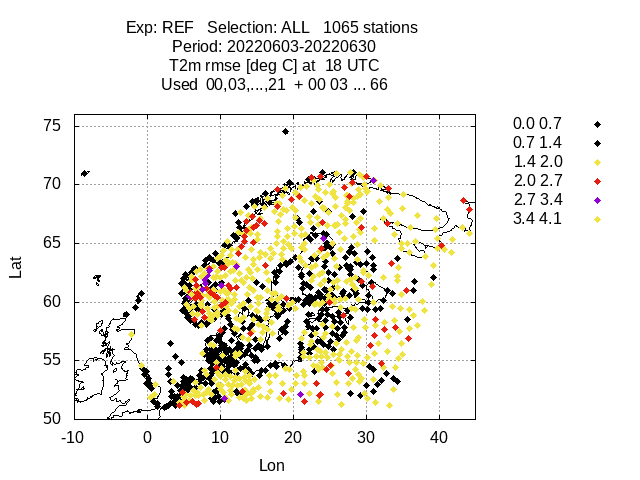 Exp: REF   Selection: ALL   1065 stations
Period: 20220603-20220630
T2m rmse [deg C] at  18 UTC
Used  00,03,...,21  + 00 03 ... 66
0.0 0.7
0.7 1.4
1.4 2.0
2.0 2.7
2.7 3.4
3.4 4.1
75
70
65
60
55
50
Lat
-10 0 10 20 30 40
Lon